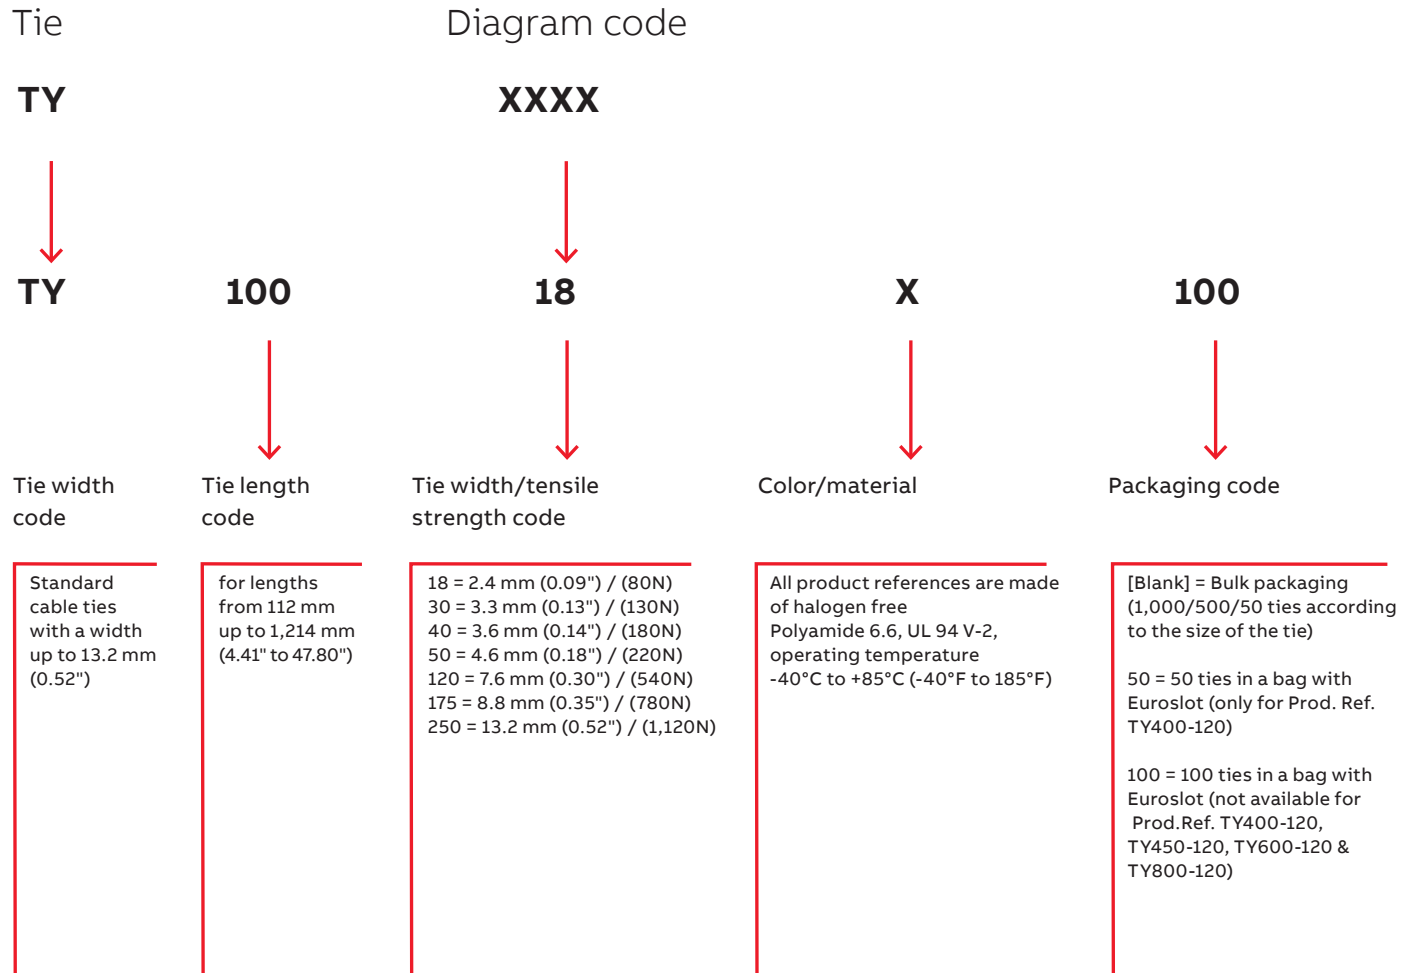 Tie
Diagram code
TY
XXXX
TY
100
18
X
100
Tie width
code
Tie length
code
Tie width/tensile
strength code
Color/material
Packaging code
Standard
cable ties
with a width
up to 13.2 mm
(0.52")
for lengths
from 112 mm
up to 1,214 mm
(4.41" to 47.80")
18 = 2.4 mm (0.09") / (80N)
30 = 3.3 mm (0.13") / (130N)
40 = 3.6 mm (0.14") / (180N)
50 = 4.6 mm (0.18") / (220N)
120 = 7.6 mm (0.30") / (540N)
175 = 8.8 mm (0.35") / (780N)
250 = 13.2 mm (0.52") / (1,120N)
All product references are made
of halogen free
Polyamide 6.6, UL 94 V-2,
operating temperature
-40°C to +85°C (-40°F to 185°F)
[Blank] = Bulk packaging
(1,000/500/50 ties according
to the size of the tie)
50 = 50 ties in a bag with
Euroslot (only for Prod. Ref.
TY400-120)
100 = 100 ties in a bag with
Euroslot (not available for
Prod.Ref. TY400-120,
TY450-120, TY600-120 &
TY800-120)